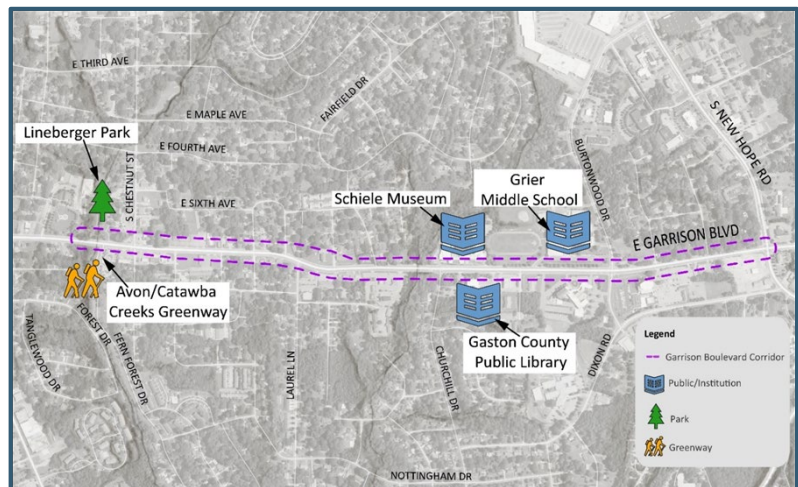 E THIRD AVE
FAIRFIELD DR
E MAPLE AVE
Lineberger Park
S CHESTNUT ST
E FOURTH AVE
BURTONWOOD DR
S NEW HOPE RD
Schiele Museum
Grier
Middle School
E SIXTH AVE
E GARRISON BLVD
Avon/Catawba
Creeks Greenway
TANGLEWOOD DR
FOREST DR
FERN FOREST DR
LAUREL LN
Gaston County
Public Library
CHURCHILL DR
DIXON RD
NOTTINGHAM DR
Legend
Garrison Boulevard Corridor
Public/Institution
Park
Greenway